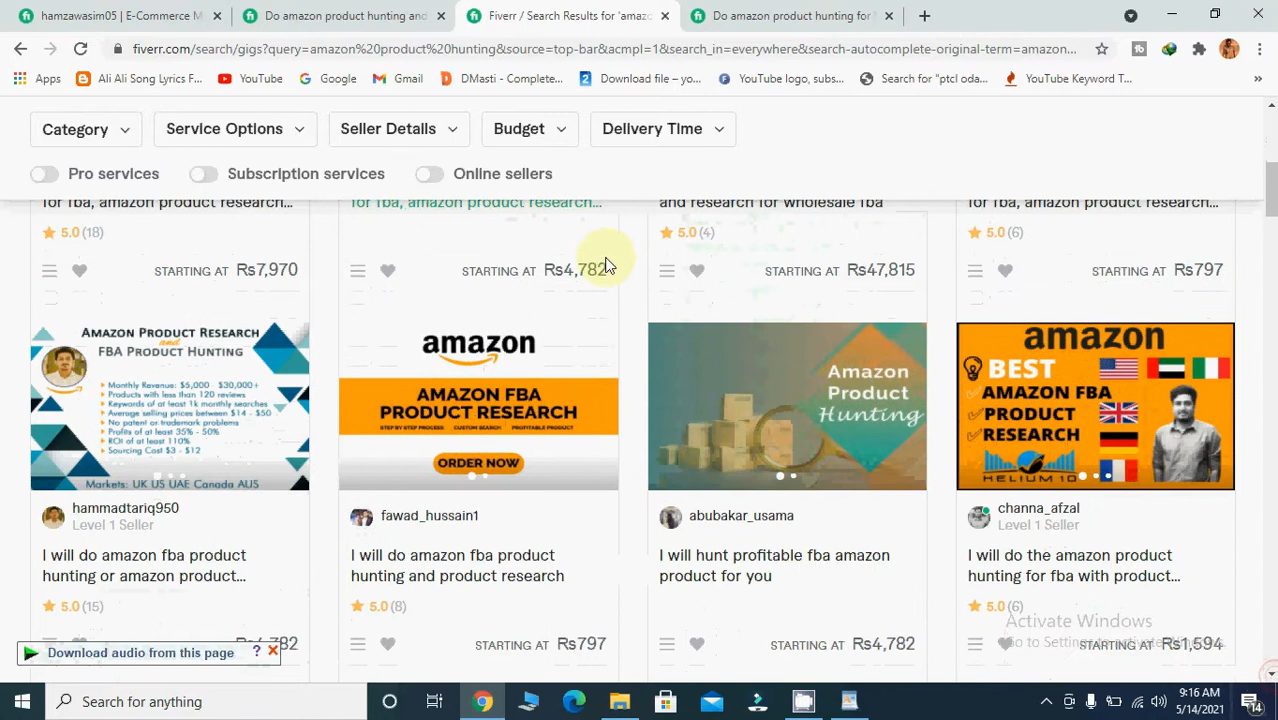 hamzawasim05 | E-Commerce M
Do amazon product hunting and
Fiverr / Search Results for 'amaz
Do amazon product hunting for
fiverr.com/search/gigs?query=amazon%20product%20hunting&source=top-bar&acmpl=1&search_in=everywhere&search-autocomplete-original-term=amazon...
Apps
Ali Ali Song Lyrics F...
YouTube
Google
Gmail
DMasti - Complete...
Download file – yo...
YouTube logo, subs...
Search for "ptcl oda...
YouTube Keyword T...
»
Category
Service Options
Seller Details
Budget
Delivery Time
Pro services
Subscription services
Online sellers
for fba, amazon product research...
for fba, amazon product research...
and research for wholesale fba
for fba, amazon product research...
5.0 (18)
5.0 (4)
5.0 (6)
STARTING AT Rs7,970
STARTING AT Rs4,782
STARTING AT Rs47,815
STARTING AT Rs797
AMAZON PRODUCT RESEARCH
and
FBA PRODUCT HUNTING
Monthly Revenue: $5,000 - $30,000+
Products with less than 120 reviews
Keywords of at least 1k monthly searches
Average selling prices between $14 - $50
No patent or trademark problems
Profits of at least 35% - 50%
ROI of at least 110%
Sourcing Cost $3 - $12
Markets: UK US UAE Canada AUS
amazon
AMAZON FBA
PRODUCT RESEARCH
STEP BY STEP PROCESS
CUSTOM SEARCH
PROFITABLE PRODUCT
ORDER NOW
Amazon
Product
Hunting
amazon
BEST
AMAZON FBA
PRODUCT
RESEARCH
HELIUM 10
hammadtariq950
Level 1 Seller
fawad_hussain1
abubakar_usama
channa_afzal
Level 1 Seller
I will do amazon fba product
hunting or amazon product...
I will do amazon fba product
hunting and product research
I will hunt profitable fba amazon
product for you
I will do the amazon product
hunting for fba with product...
5.0 (15)
5.0 (8)
5.0 (6)
STARTING AT Rs797
STARTING AT Rs4,782
Rs1,594
Activate Windows
Download audio from this page
?
Search for anything
9:16 AM
5/14/2021
14